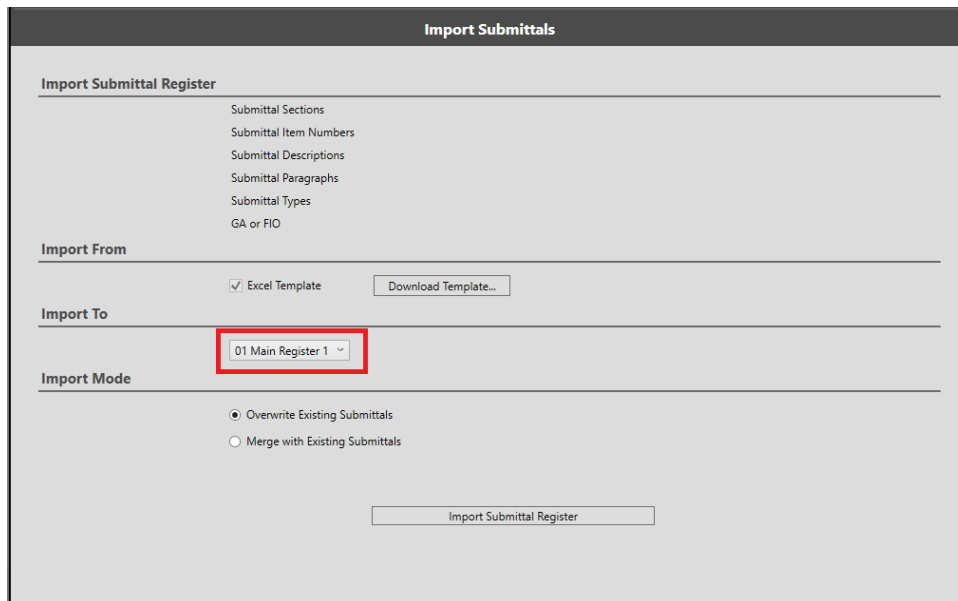 Import Submittals
Import Submittal Register
Submittal Sections
Submittal Item Numbers
Submittal Descriptions
Submittal Paragraphs
Submittal Types
GA or FIO
Import From
Excel Template
Download Template...
Import To
01 Main Register 1
Import Mode
Overwrite Existing Submittals
Merge with Existing Submittals
Import Submittal Register